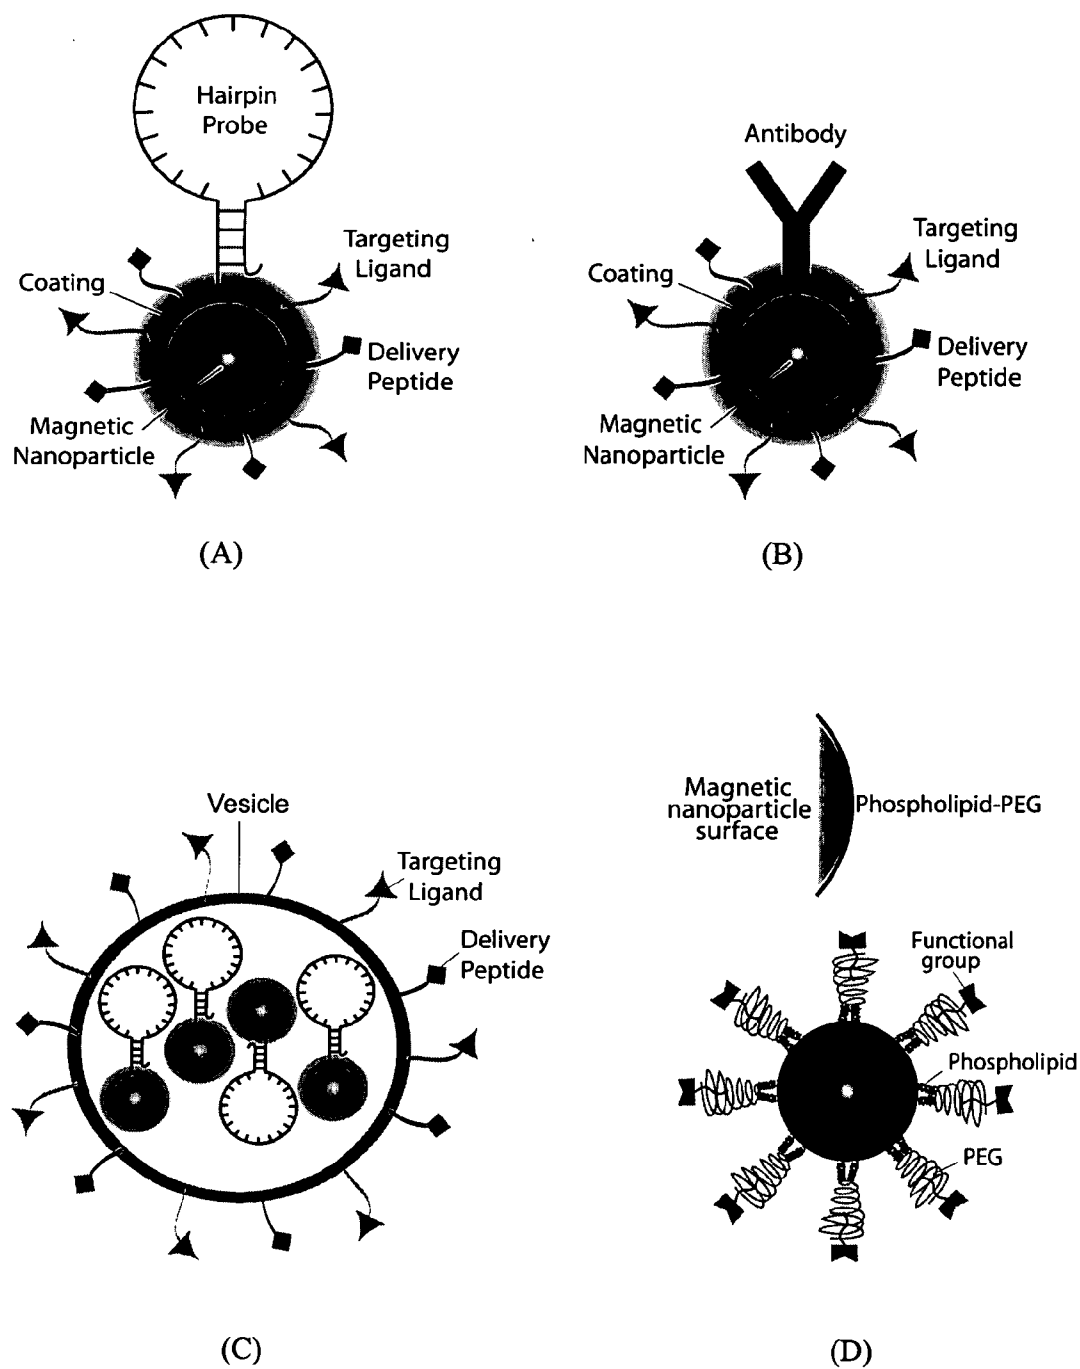 Hairpin
Probe
Targeting
Ligand
Coating
Delivery
Peptide
Magnetic
Nanoparticle
(A)
Antibody
Targeting
Ligand
Coating
Delivery
Peptide
Magnetic
Nanoparticle
(B)
Vesicle
Targeting
Ligand
Delivery
Peptide
(C)
Magnetic
nanoparticle
surface
Phospholipid-PEG
Functional
group
Phospholipid
PEG
(D)